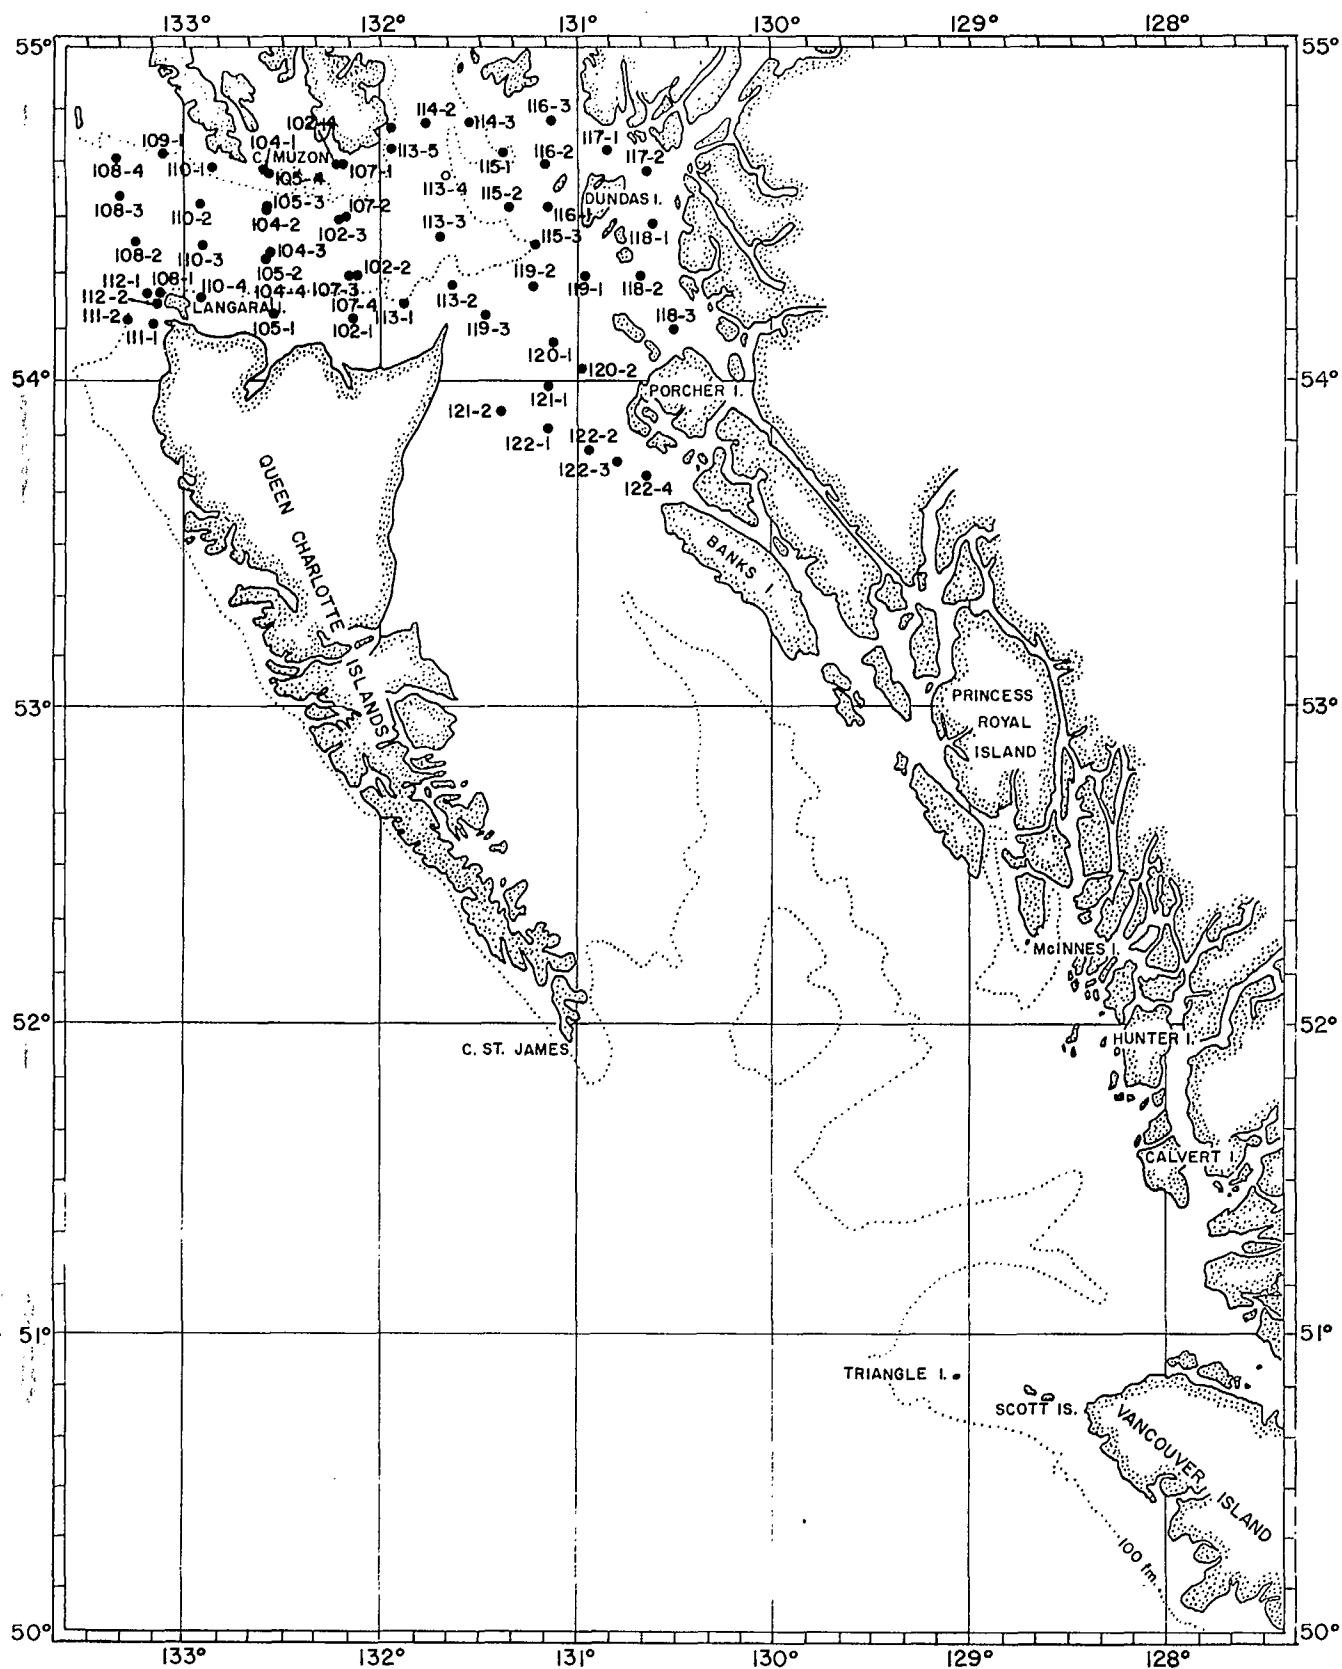 133° 132° 131° 130° 129° 128°
55° 55°
116-3
102-4 114-2 114-3
109-1 104-1 117-1
C. MUZON 113-5 116-2 117-2
108-4 110-1 105-4 107-1 115-1
113-4
108-3 105-3 107-2 115-2 DUNDAS I.
110-2 104-2 102-3 113-3 116-1
118-1
108-2 110-3 104-3 115-3
105-2 102-2 119-2
112-1 108-1 110-4 104-4 107-3 119-1 118-2
112-2 LANGARA I. 107-4 113-1 113-2
111-2 118-3
111-1 105-1 102-1 119-3
120-1
120-2
54° 54°
PORCHER I.
121-1
121-2
122-1 122-2
122-3
122-4
QUEEN CHARLOTTE ISLANDS
BANKS I.
53° 53°
PRINCESS
ROYAL
ISLAND
McINNES I.
52° 52°
HUNTER I.
C. ST. JAMES
CALVERT I.
51° 51°
TRIANGLE I.
SCOTT IS.
VANCOUVER ISLAND
100 fm.
50° 50°
133° 132° 131° 130° 129° 128°